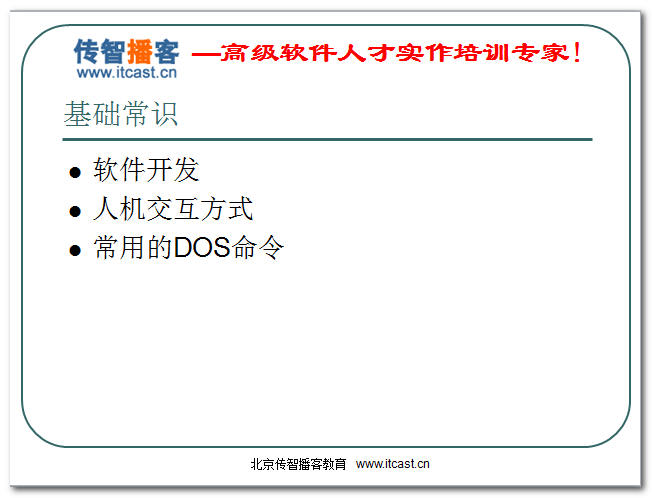 传智播客 —高级软件人才实作培训专家!
www.itcast.cn
基础常识
● 软件开发
● 人机交互方式
● 常用的DOS命令
北京传智播客教育 www.itcast.cn